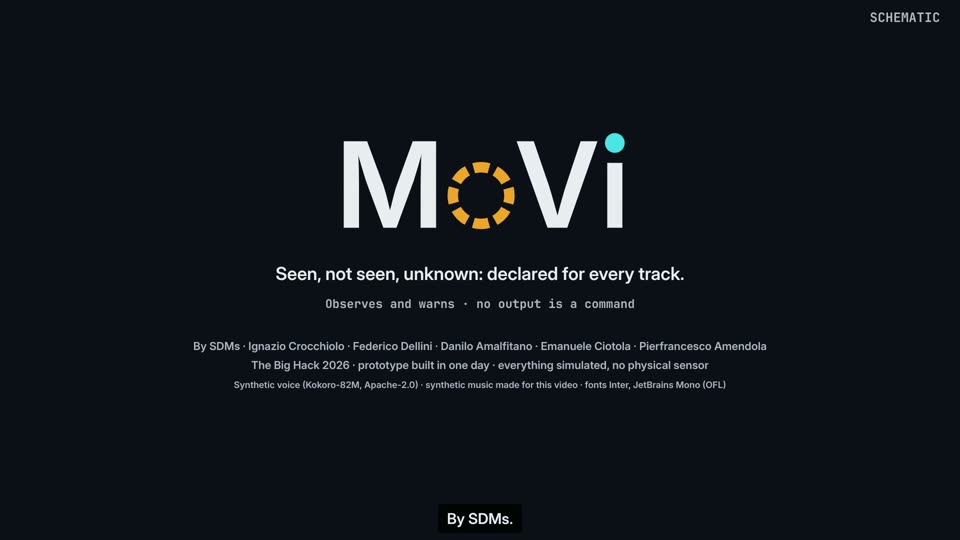 SCHEMATIC
MoVi
Seen, not seen, unknown: declared for every track.
Observes and warns · no output is a command
By SDMs · Ignazio Crocchiolo · Federico Dellini · Danilo Amalfitano · Emanuele Ciotola · Pierfrancesco Amendola
The Big Hack 2026 · prototype built in one day · everything simulated, no physical sensor
Synthetic voice (Kokoro-82M, Apache-2.0) · synthetic music made for this video · fonts Inter, JetBrains Mono (OFL)
By SDMs.